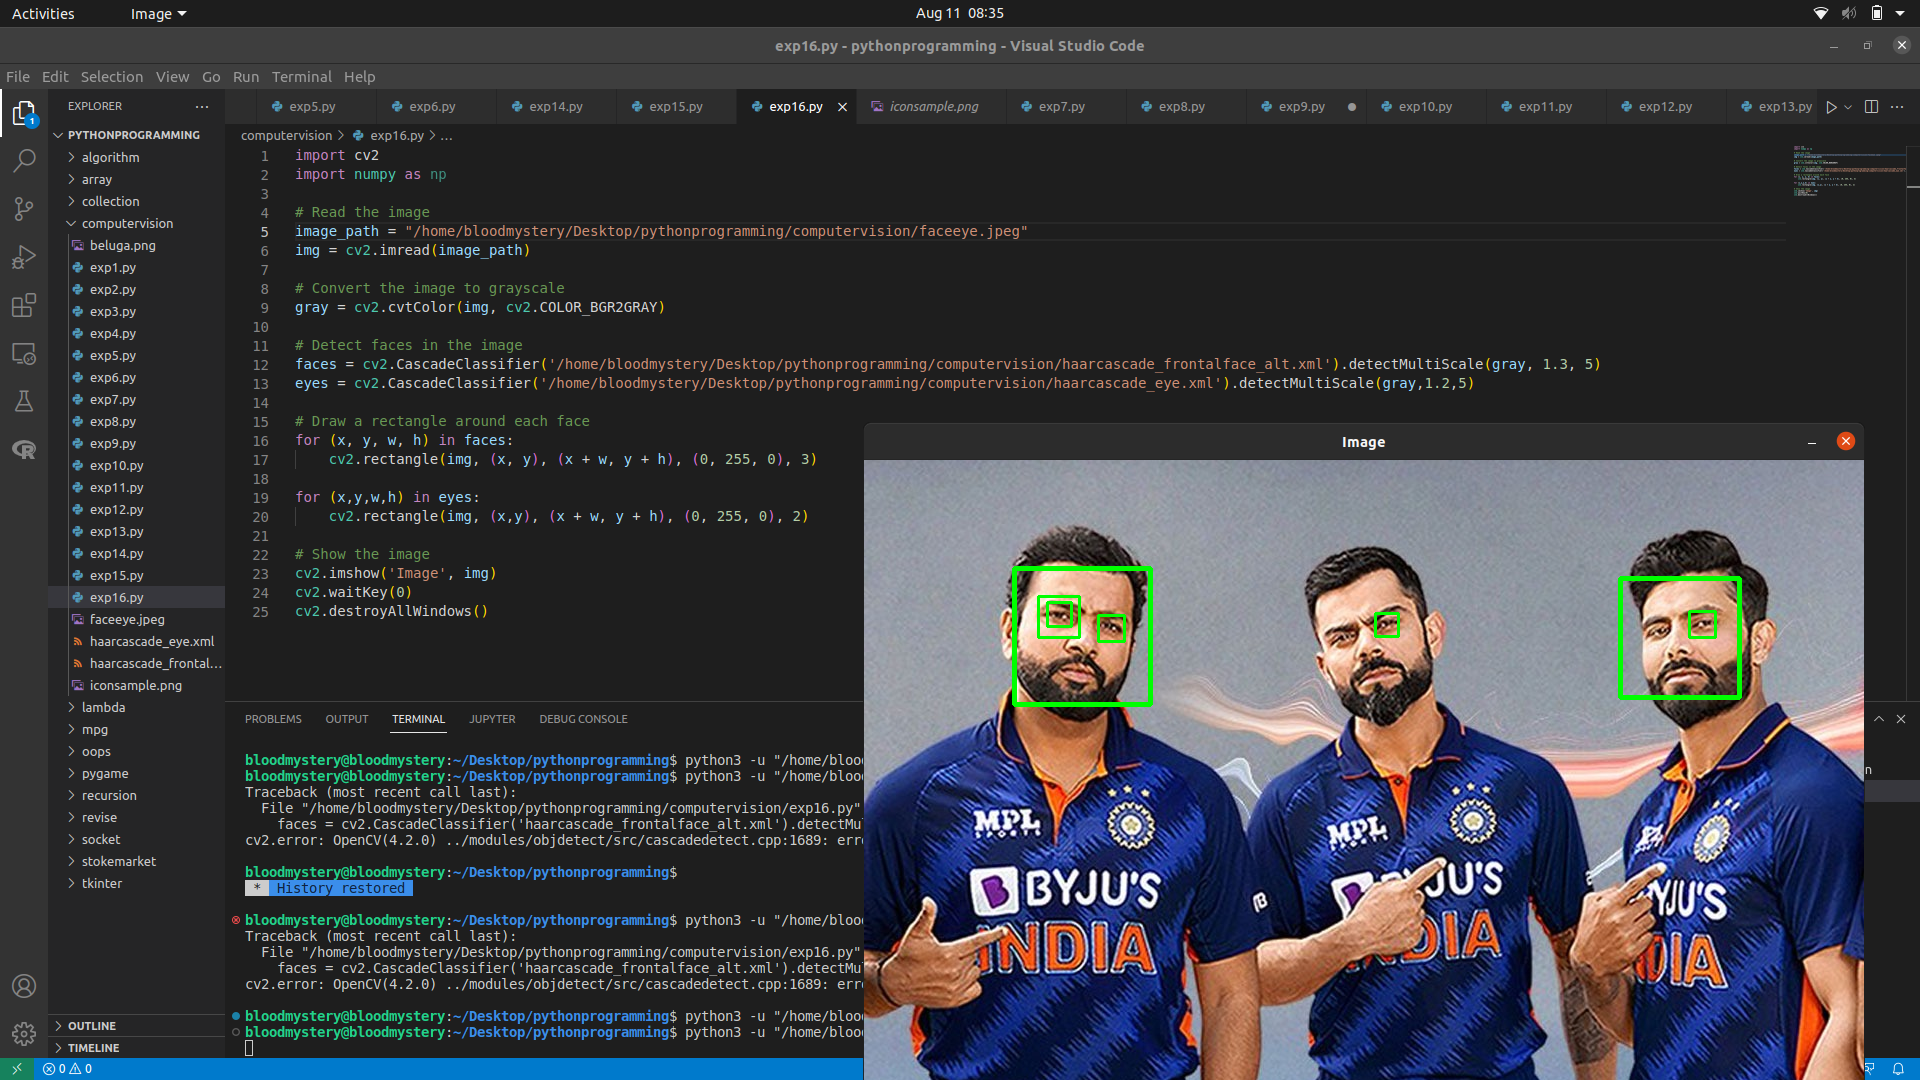 Activities
Image
Aug 11 08:35
exp16.py - pythonprogramming - Visual Studio Code
File Edit Selection View Go Run Terminal Help
EXPLORER
PYTHONPROGRAMMING
algorithm
array
collection
computervision
beluga.png
exp1.py
exp2.py
exp3.py
exp4.py
exp5.py
exp6.py
exp7.py
exp8.py
exp9.py
exp10.py
exp11.py
exp12.py
exp13.py
exp14.py
exp15.py
exp16.py
faceeye.jpeg
haarcascade_eye.xml
haarcascade_frontal...
iconsample.png
lambda
mpg
oops
pygame
recursion
revise
socket
stokemarket
tkinter
OUTLINE
TIMELINE
exp5.py exp6.py exp14.py exp15.py exp16.py iconsample.png exp7.py exp8.py exp9.py exp10.py exp11.py exp12.py exp13.py
computervision > exp16.py > ...
1 import cv2
2 import numpy as np
3
4 # Read the image
5 image_path = "/home/bloodmystery/Desktop/pythonprogramming/computervision/faceeye.jpeg"
6 img = cv2.imread(image_path)
7
8 # Convert the image to grayscale
9 gray = cv2.cvtColor(img, cv2.COLOR_BGR2GRAY)
10
11 # Detect faces in the image
12 faces = cv2.CascadeClassifier('/home/bloodmystery/Desktop/pythonprogramming/computervision/haarcascade_frontalface_alt.xml').detectMultiScale(gray, 1.3, 5)
13 eyes = cv2.CascadeClassifier('/home/bloodmystery/Desktop/pythonprogramming/computervision/haarcascade_eye.xml').detectMultiScale(gray,1.2,5)
14
15 # Draw a rectangle around each face
16 for (x, y, w, h) in faces:
17 cv2.rectangle(img, (x, y), (x + w, y + h), (0, 255, 0), 3)
18
19 for (x,y,w,h) in eyes:
20 cv2.rectangle(img, (x,y), (x + w, y + h), (0, 255, 0), 2)
21
22 # Show the image
23 cv2.imshow('Image', img)
24 cv2.waitKey(0)
25 cv2.destroyAllWindows()
PROBLEMS OUTPUT TERMINAL JUPYTER DEBUG CONSOLE
bloodmystery@bloodmystery:~/Desktop/pythonprogramming$ python3 -u "/home/bloo
bloodmystery@bloodmystery:~/Desktop/pythonprogramming$ python3 -u "/home/bloo
Traceback (most recent call last):
File "/home/bloodmystery/Desktop/pythonprogramming/computervision/exp16.py"
faces = cv2.CascadeClassifier('haarcascade_frontalface_alt.xml').detectMul
cv2.error: OpenCV(4.2.0) ../modules/objdetect/src/cascadedetect.cpp:1689: erro
bloodmystery@bloodmystery:~/Desktop/pythonprogramming$
* History restored
bloodmystery@bloodmystery:~/Desktop/pythonprogramming$ python3 -u "/home/bloo
Traceback (most recent call last):
File "/home/bloodmystery/Desktop/pythonprogramming/computervision/exp16.py"
faces = cv2.CascadeClassifier('haarcascade_frontalface_alt.xml').detectMul
cv2.error: OpenCV(4.2.0) ../modules/objdetect/src/cascadedetect.cpp:1689: erro
bloodmystery@bloodmystery:~/Desktop/pythonprogramming$ python3 -u "/home/bloo
bloodmystery@bloodmystery:~/Desktop/pythonprogramming$ python3 -u "/home/bloo
0 0
Image
MPL
SPORTS
BYJU'S
INDIA
MPL
SPORTS
JU'S
DIA
YJU'S
DIA